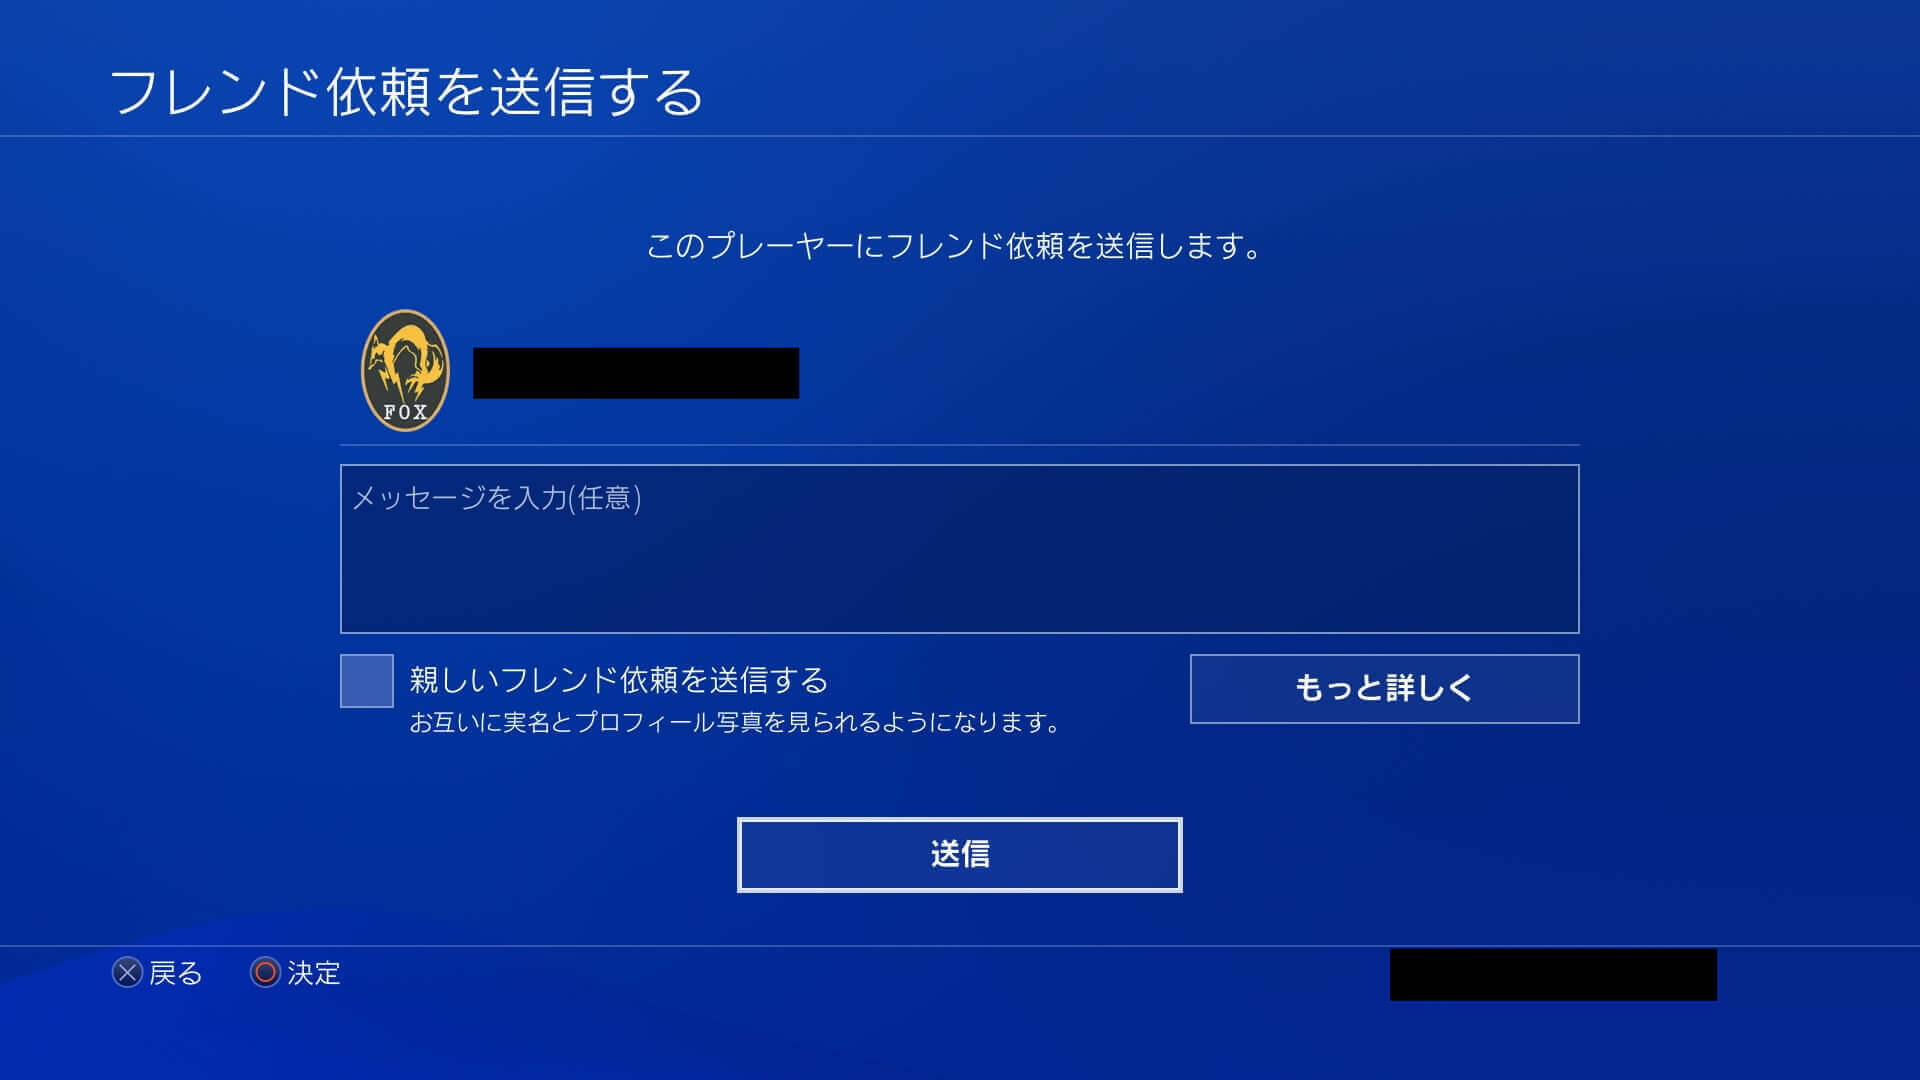 フレンド依頼を送信する
このプレーヤーにフレンド依頼を送信します。
FOX
メッセージを入力(任意)
親しいフレンド依頼を送信する
お互いに実名とプロフィール写真を見られるようになります。
もっと詳しく
送信
戻る
決定